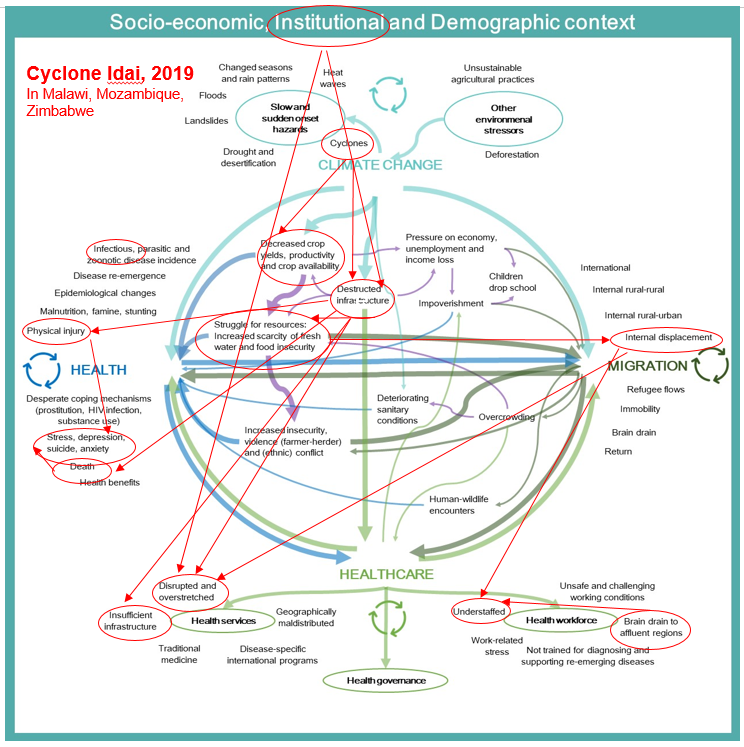 Socio-economic, Institutional and Demographic context
Cyclone Idai, 2019
In Malawi, Mozambique,
Zimbabwe
Changed seasons
and rain patterns
Heat
waves
Unsustainable
agricultural practices
Floods
Landslides
Slow and
sudden onset
hazards
Other
environmenal
stressors
Cyclones
Drought and
desertification
Deforestation
CLIMATE CHANGE
Infectious, parasitic and
zoonotic disease incidence
Disease re-emergence
Epidemiological changes
Malnutrition, famine, stunting
Physical injury
Decreased crop
yields, productivity
and crop availability
Pressure on economy,
unemployment and
income loss
Children
drop school
Destructed
infrastructure
Impoverishment
Struggle for resources:
Increased scarcity of fresh
water and food insecurity
International
Internal rural-rural
Internal rural-urban
Internal displacement
HEALTH
MIGRATION
Desperate coping mechanisms
(prostitution, HIV infection,
substance use)
Stress, depression,
suicide, anxiety
Death
Health benefits
Deteriorating
sanitary
conditions
Overcrowding
Increased insecurity,
violence (farmer-herder)
and (ethnic) conflict
Human-wildlife
encounters
Refugee flows
Immobility
Brain drain
Return
HEALTHCARE
Disrupted and
overstretched
Insufficient
infrastructure
Health services
Geographically
maldistributed
Traditional
medicine
Disease-specific
international programs
Health governance
Unsafe and challenging
working conditions
Understaffed
Health workforce
Brain drain to
affluent regions
Work-related
stress
Not trained for diagnosing and
supporting re-emerging diseases